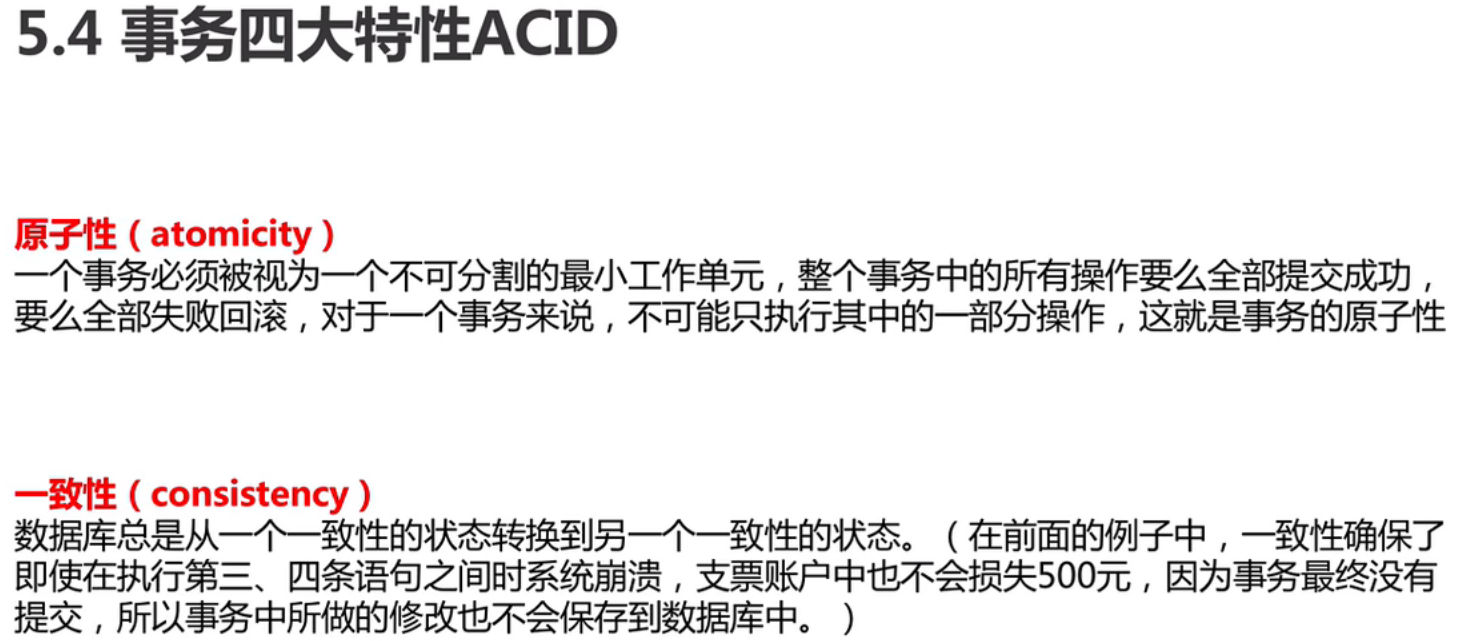 5.4 事务四大特性ACID
原子性（atomicity）
一个事务必须被视为一个不可分割的最小工作单元，整个事务中的所有操作要么全部提交成功，
要么全部失败回滚，对于一个事务来说，不可能只执行其中的一部分操作，这就是事务的原子性
一致性（consistency）
数据库总是从一个一致性的状态转换到另一个一致性的状态。（在前面的例子中，一致性确保了
即使在执行第三、四条语句之间时系统崩溃，支票账户中也不会损失500元，因为事务最终没有
提交，所以事务中所做的修改也不会保存到数据库中。）